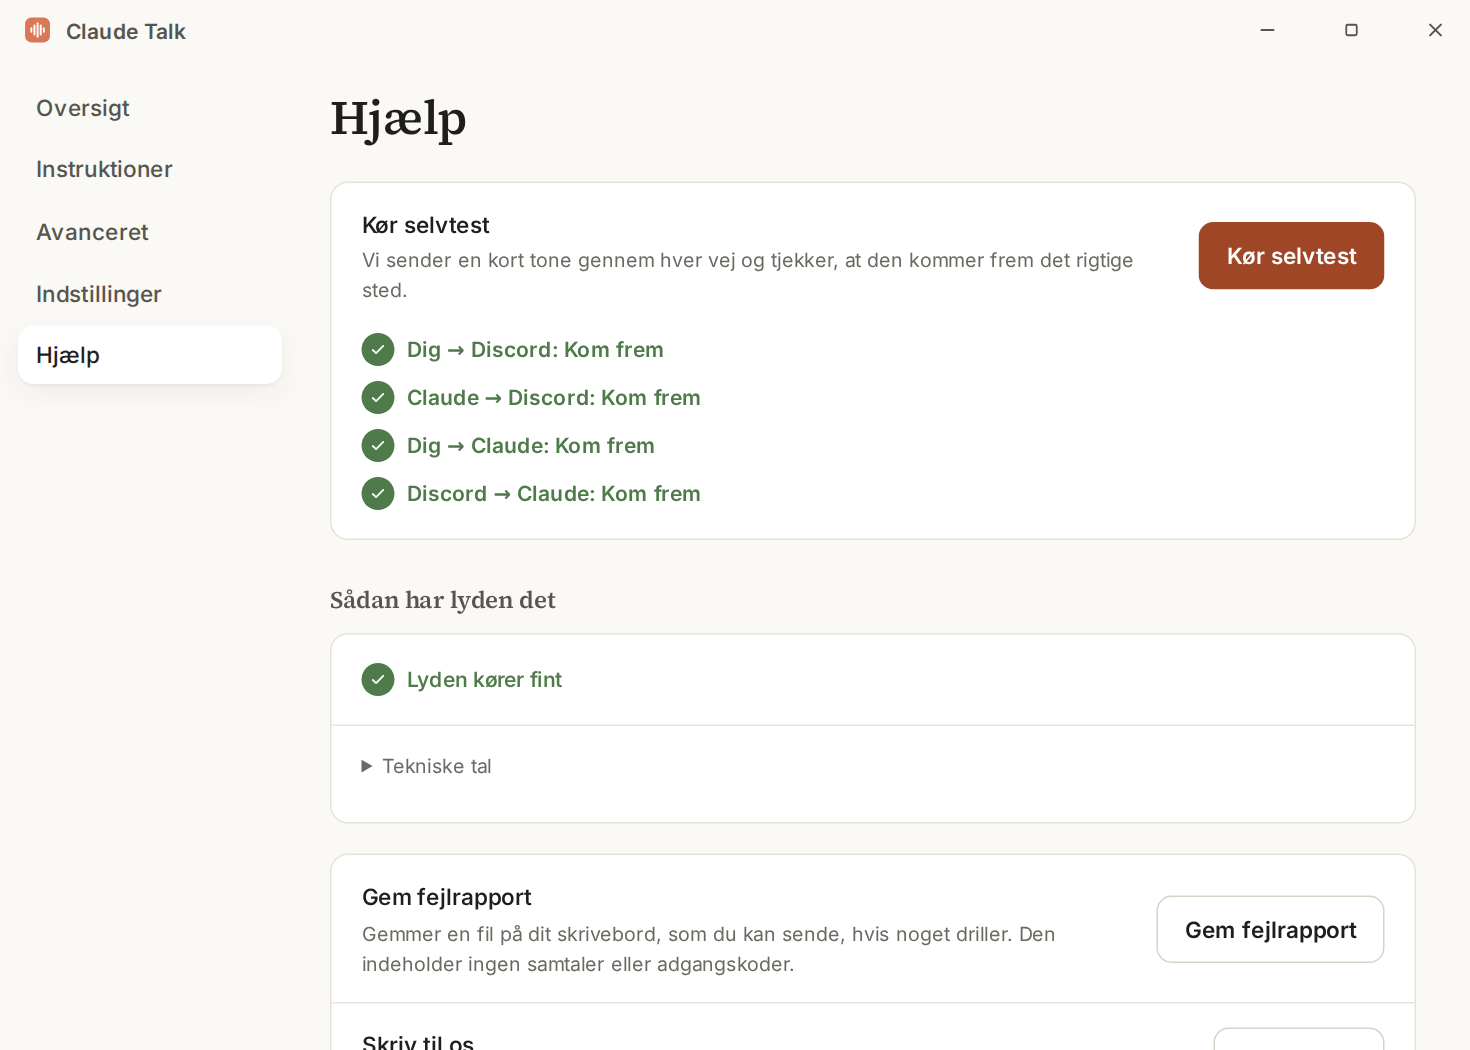 Claude Talk
Oversigt
Instruktioner
Avanceret
Indstillinger
Hjælp
Hjælp
Kør selvtest
Vi sender en kort tone gennem hver vej og tjekker, at den kommer frem det rigtige
sted.
Kør selvtest
Dig → Discord: Kom frem
Claude → Discord: Kom frem
Dig → Claude: Kom frem
Discord → Claude: Kom frem
Sådan har lyden det
Lyden kører fint
Tekniske tal
Gem fejlrapport
Gemmer en fil på dit skrivebord, som du kan sende, hvis noget driller. Den
indeholder ingen samtaler eller adgangskoder.
Gem fejlrapport
Skriv til os